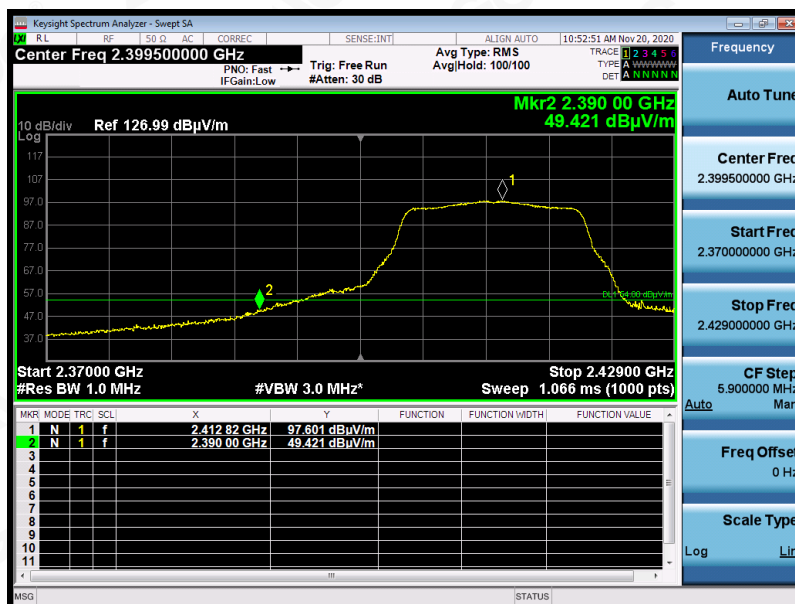 Keysight Spectrum Analyzer - Swept SA
LXI RL RF 50 Ω AC CORREC SENSE:INT ALIGN AUTO 10:52:51 AM Nov 20, 2020
Center Freq 2.399500000 GHz
PNO: Fast
IFGain:Low
Trig: Free Run
#Atten: 30 dB
Avg Type: RMS
Avg|Hold: 100/100
TRACE 1 2 3 4 5 6
TYPE A WWWWW
DET A N N N N N
Mkr2 2.390 00 GHz
49.421 dBµV/m
10 dB/div Ref 126.99 dBµV/m
Log
117
107
97.0
87.0
77.0
67.0
57.0
47.0
37.0
1
2
DL1 54.00 dBµV/m
Start 2.37000 GHz Stop 2.42900 GHz
#Res BW 1.0 MHz #VBW 3.0 MHz* Sweep 1.066 ms (1000 pts)
MKR MODE TRC SCL X Y FUNCTION FUNCTION WIDTH FUNCTION VALUE
1 N 1 f 2.412 82 GHz 97.601 dBµV/m
2 N 1 f 2.390 00 GHz 49.421 dBµV/m
3
4
5
6
7
8
9
10
11
MSG STATUS
Frequency
Auto Tune
Center Freq
2.399500000 GHz
Start Freq
2.370000000 GHz
Stop Freq
2.429000000 GHz
CF Step
5.900000 MHz
Auto Man
Freq Offset
0 Hz
Scale Type
Log Lin